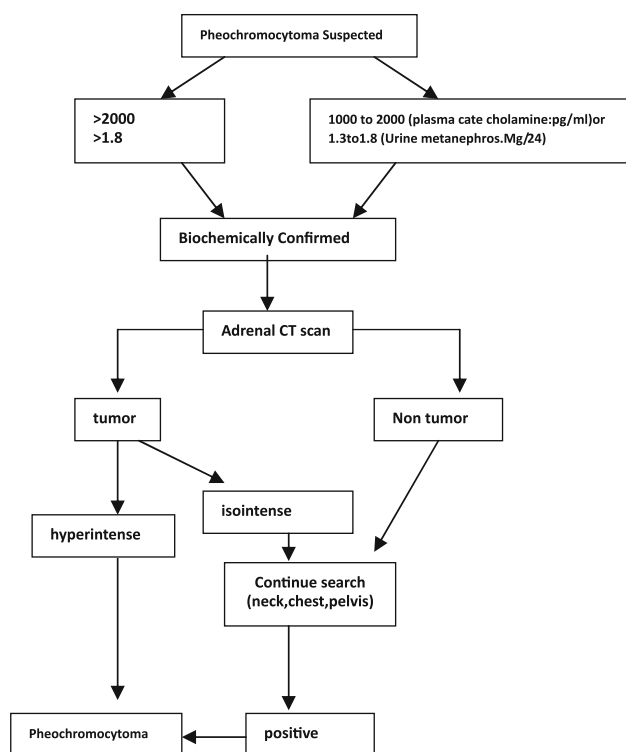 Pheochromocytoma Suspected
>2000
>1.8
1000 to 2000 (plasma cate cholamine:pg/ml)or
1.3to1.8 (Urine metanephros.Mg/24)
Biochemically Confirmed
Adrenal CT scan
tumor
Non tumor
isointense
hyperintense
Continue search
(neck,chest,pelvis)
Pheochromocytoma
positive